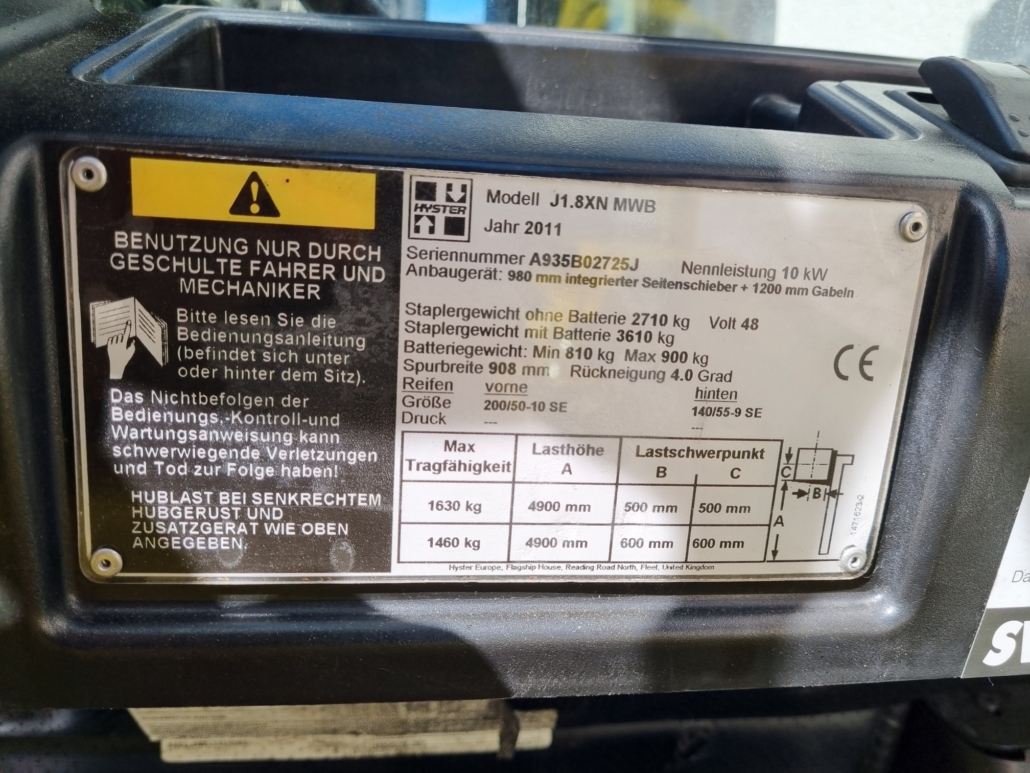 BENUTZUNG NUR DURCH
GESCHULTE FAHRER UND
MECHANIKER
Bitte lesen Sie die
Bedienungsanleitung
(befindet sich unter
oder hinter dem Sitz).
Das Nichtbefolgen der
Bedienungs,-Kontroll-und
Wartungsanweisung kann
schwerwiegende Verletzungen
und Tod zur Folge haben!
HUBLAST BEI SENKRECHTEM
HUBGERUST UND
ZUSATZGERAT WIE OBEN
ANGEGEBEN.
HYSTER
Modell J1.8XN MWB
Jahr 2011
Seriennummer A935B02725J Nennleistung 10 kW
Anbaugerät: 980 mm integrierter Seitenschieber + 1200 mm Gabeln
Staplergewicht ohne Batterie 2710 kg Volt 48
Staplergewicht mit Batterie 3610 kg
Batteriegewicht: Min 810 kg Max 900 kg
Spurbreite 908 mm Rückneigung 4.0 Grad
Reifen vorne hinten
Größe 200/50-10 SE 140/55-9 SE
Druck --- ---
CE
Max Tragfähigkeit Lasthöhe A Lastschwerpunkt B C
1630 kg 4900 mm 500 mm 500 mm
1460 kg 4900 mm 600 mm 600 mm
C
B
A
1471623-2
Hyster Europe, Flagship House, Reading Road North, Fleet, United Kingdom
Da